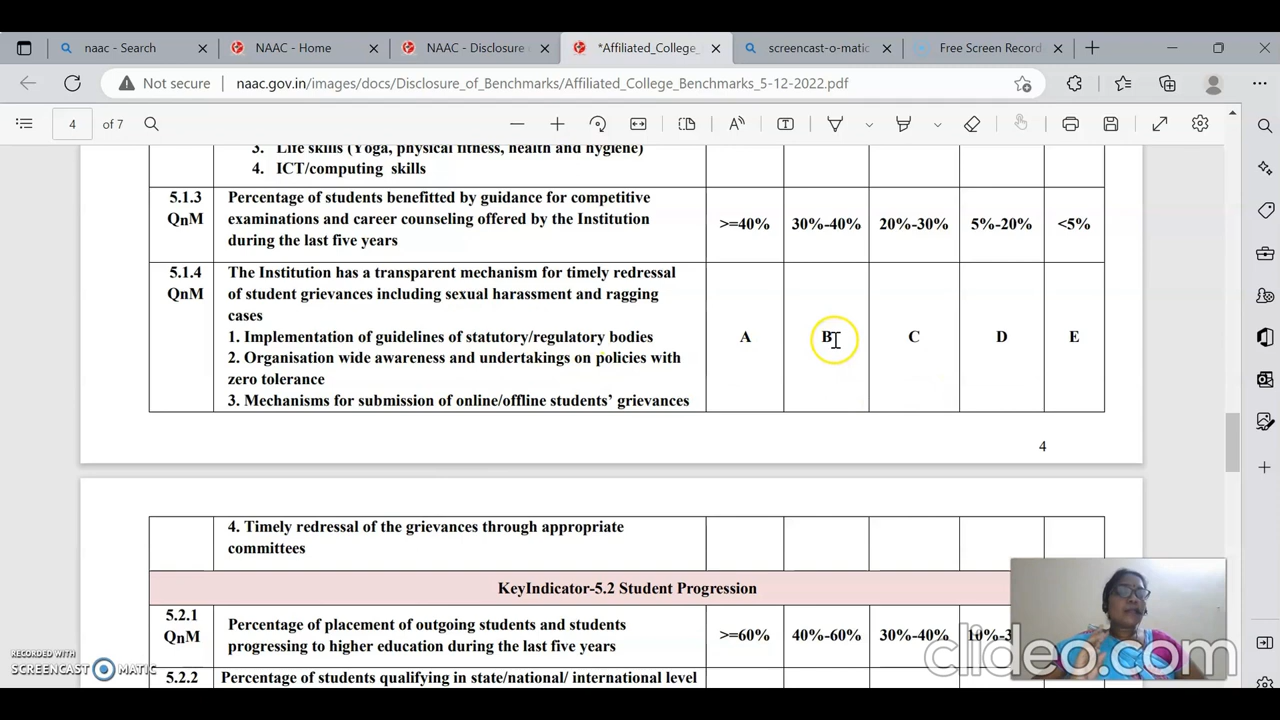 naac - Search
NAAC - Home
NAAC - Disclosure
*Affiliated_College_
screencast-o-matic
Free Screen Record
Not secure
naac.gov.in/images/docs/Disclosure_of_Benchmarks/Affiliated_College_Benchmarks_5-12-2022.pdf
4 of 7
3. Life skills (Yoga, physical fitness, health and hygiene)
4. ICT/computing skills
5.1.3
QnM
Percentage of students benefitted by guidance for competitive
examinations and career counseling offered by the Institution
during the last five years
>=40% 30%-40% 20%-30% 5%-20% <5%
5.1.4
QnM
The Institution has a transparent mechanism for timely redressal
of student grievances including sexual harassment and ragging
cases
1. Implementation of guidelines of statutory/regulatory bodies
2. Organisation wide awareness and undertakings on policies with
zero tolerance
3. Mechanisms for submission of online/offline students' grievances
A B C D E
4
4. Timely redressal of the grievances through appropriate
committees
KeyIndicator-5.2 Student Progression
5.2.1
QnM
Percentage of placement of outgoing students and students
progressing to higher education during the last five years
>=60% 40%-60% 30%-40% 10%-3
5.2.2
Percentage of students qualifying in state/national/ international level
RECORDED WITH
SCREENCAST MATIC
clideo.com